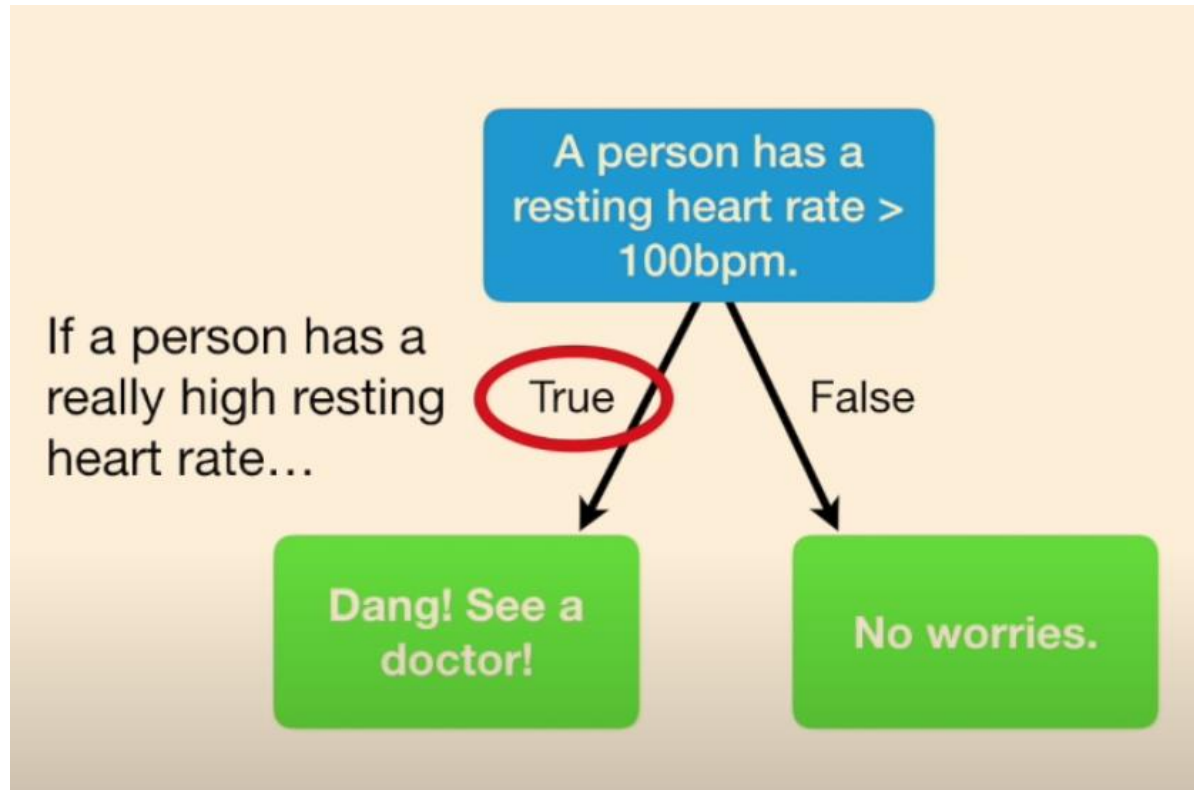 A person has a
resting heart rate >
100bpm.
If a person has a
really high resting
heart rate...
True
False
Dang! See a
doctor!
No worries.